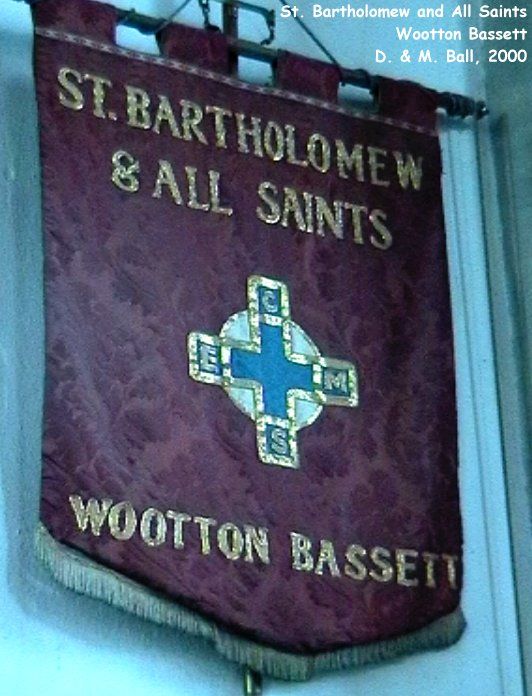 St. Bartholomew and All Saints
Wootton Bassett
D. & M. Ball, 2000
ST. BARTHOLOMEW
& ALL SAINTS
C
E M
S
WOOTTON BASSETT